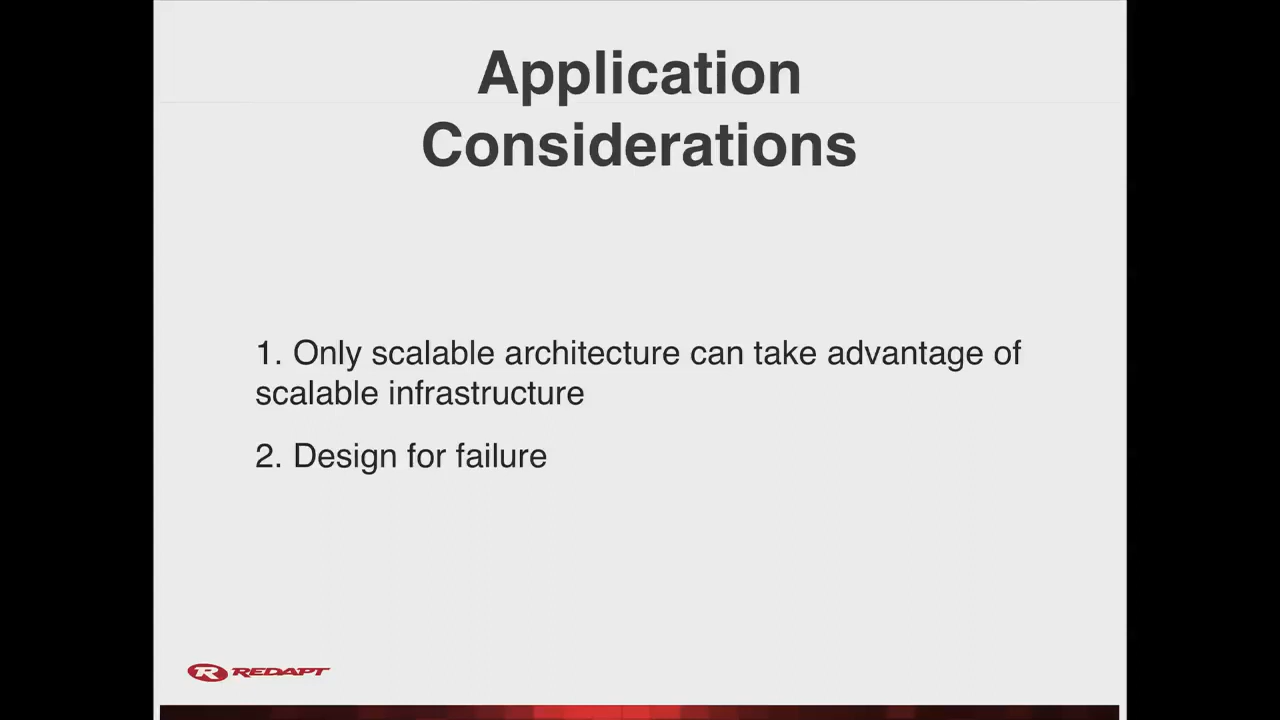 Application
Considerations
1. Only scalable architecture can take advantage of
scalable infrastructure
2. Design for failure
R REDAPT